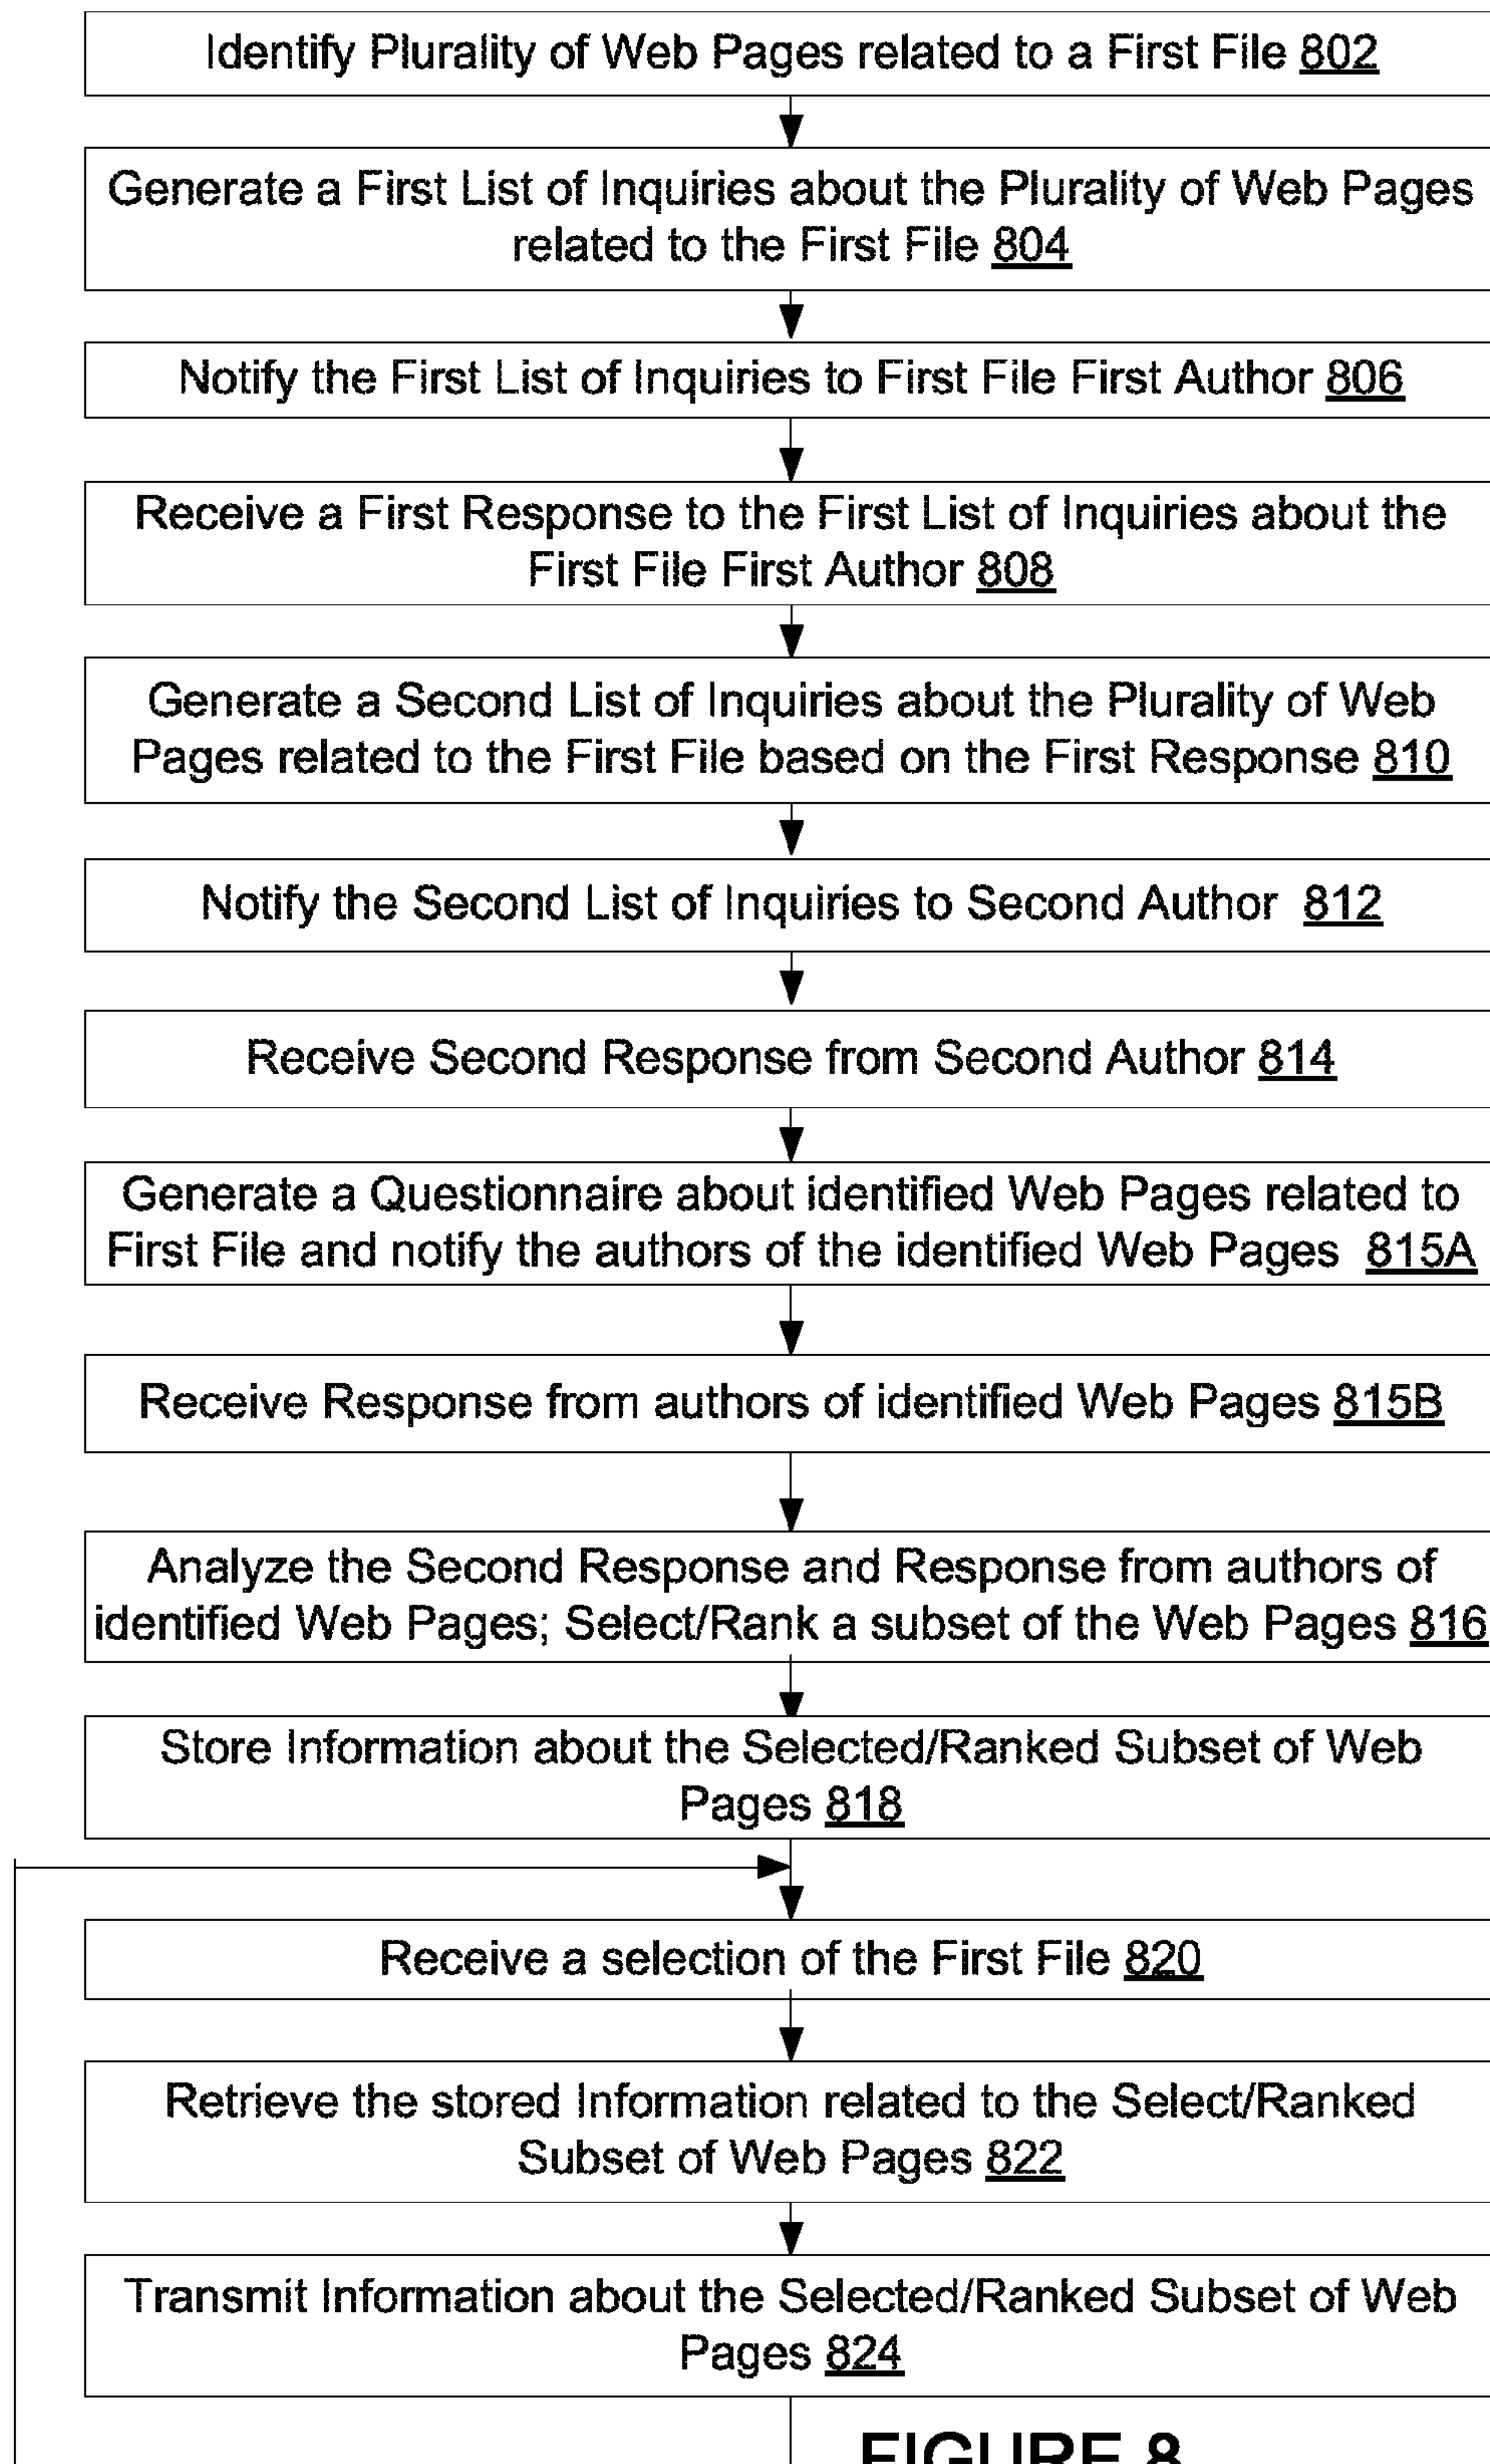 Identify Plurality of Web Pages related to a First File 802
Generate a First List of Inquiries about the Plurality of Web Pages
related to the First File 804
Notify the First List of Inquiries to First File First Author 806
Receive a First Response to the First List of Inquiries about the
First File First Author 808
Generate a Second List of Inquiries about the Plurality of Web
Pages related to the First File based on the First Response 810
Notify the Second List of Inquiries to Second Author 812
Receive Second Response from Second Author 814
Generate a Questionnaire about identified Web Pages related to
First File and notify the authors of the identified Web Pages 815A
Receive Response from authors of identified Web Pages 815B
Analyze the Second Response and Response from authors of
identified Web Pages; Select/Rank a subset of the Web Pages 816
Store Information about the Selected/Ranked Subset of Web
Pages 818
Receive a selection of the First File 820
Retrieve the stored Information related to the Select/Ranked
Subset of Web Pages 822
Transmit Information about the Selected/Ranked Subset of Web
Pages 824
FIGURE 8